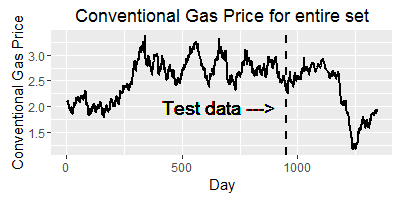 Conventional Gas Price for entire set
Conventional Gas Price
3.0
2.5
2.0
1.5
Test data --->
0
500
1000
Day